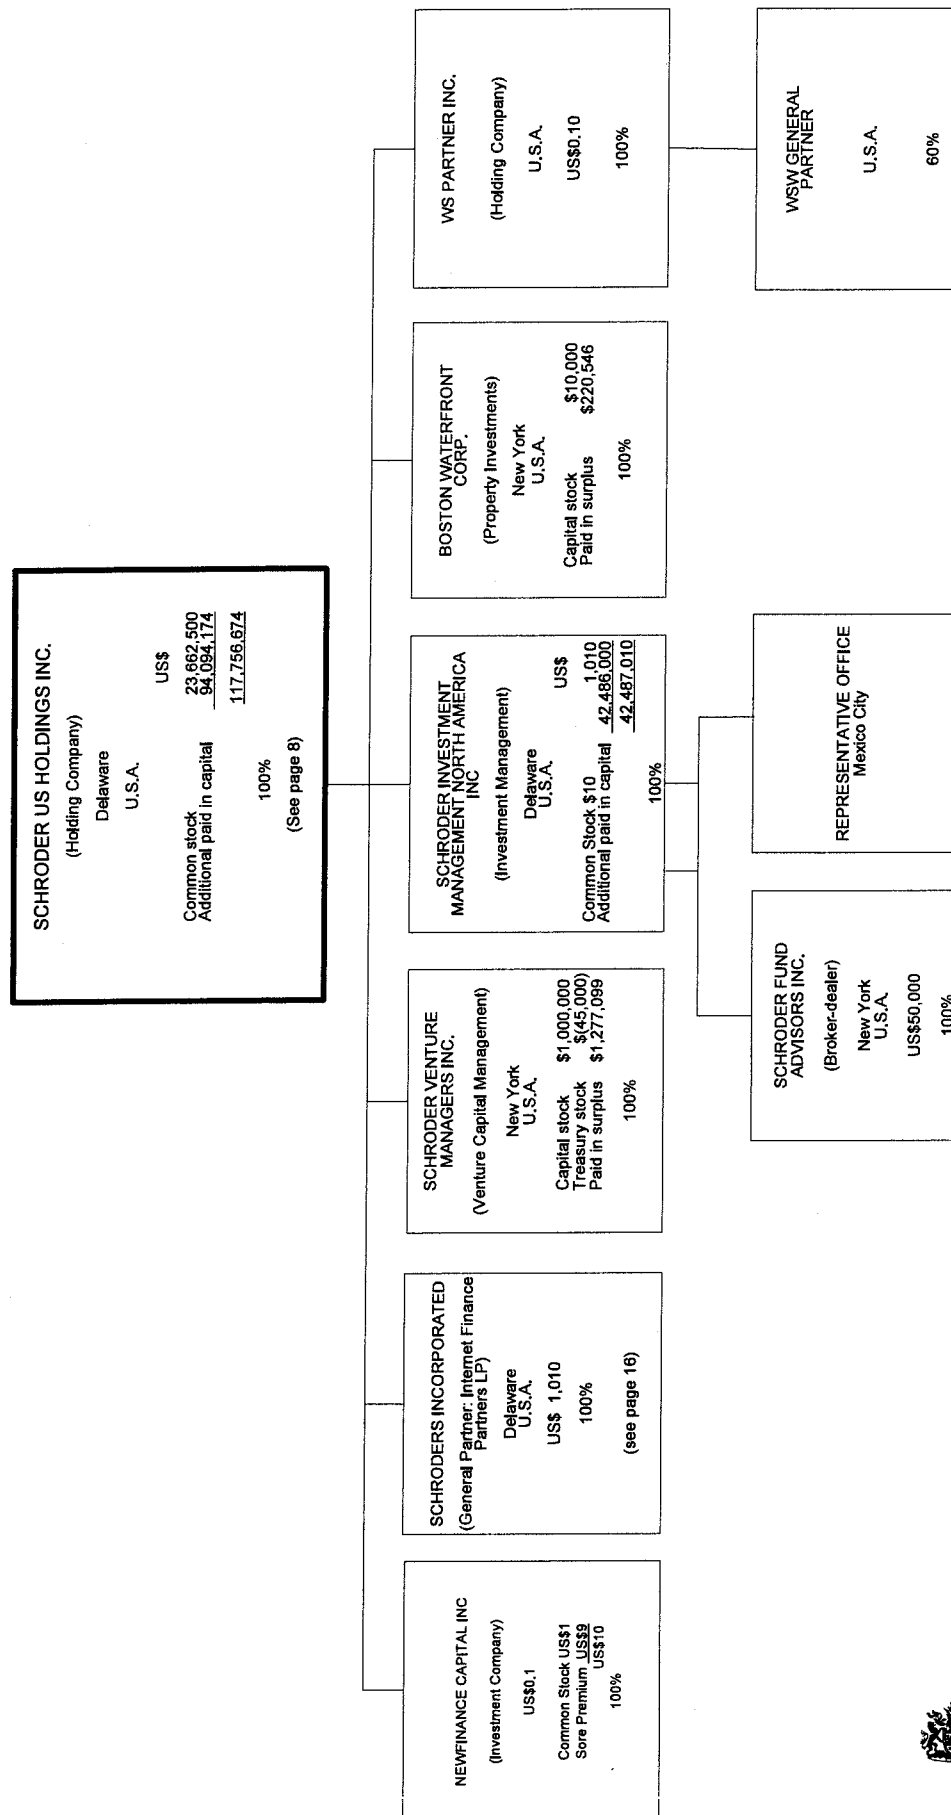 SCHRODER US HOLDINGS INC.
(Holding Company)
Delaware
U.S.A.
US$
Common stock 23,662,500
Additional paid in capital 94,094,174
117,756,674
100%
(See page 8)
NEWFINANCE CAPITAL INC
(Investment Company)
US$0.1
Common Stock US$1
Sore Premium US$9
US$10
100%
SCHRODERS INCORPORATED
(General Partner: Internet Finance
Partners LP)
Delaware
U.S.A.
US$ 1,010
100%
(see page 16)
SCHRODER VENTURE
MANAGERS INC.
(Venture Capital Management)
New York
U.S.A.
Capital stock $1,000,000
Treasury stock $(45,000)
Paid in surplus $1,277,099
100%
SCHRODER INVESTMENT
MANAGEMENT NORTH AMERICA
INC
(Investment Management)
Delaware
U.S.A.
US$
Common Stock $10 1,010
Additional paid in capital 42,486,000
42,487,010
100%
BOSTON WATERFRONT
CORP.
(Property Investments)
New York
U.S.A.
Capital stock $10,000
Paid in surplus $220,546
100%
WS PARTNER INC.
(Holding Company)
U.S.A.
US$0.10
100%
SCHRODER FUND
ADVISORS INC.
(Broker-dealer)
New York
U.S.A.
US$50,000
100%
REPRESENTATIVE OFFICE
Mexico City
WSW GENERAL
PARTNER
U.S.A.
60%